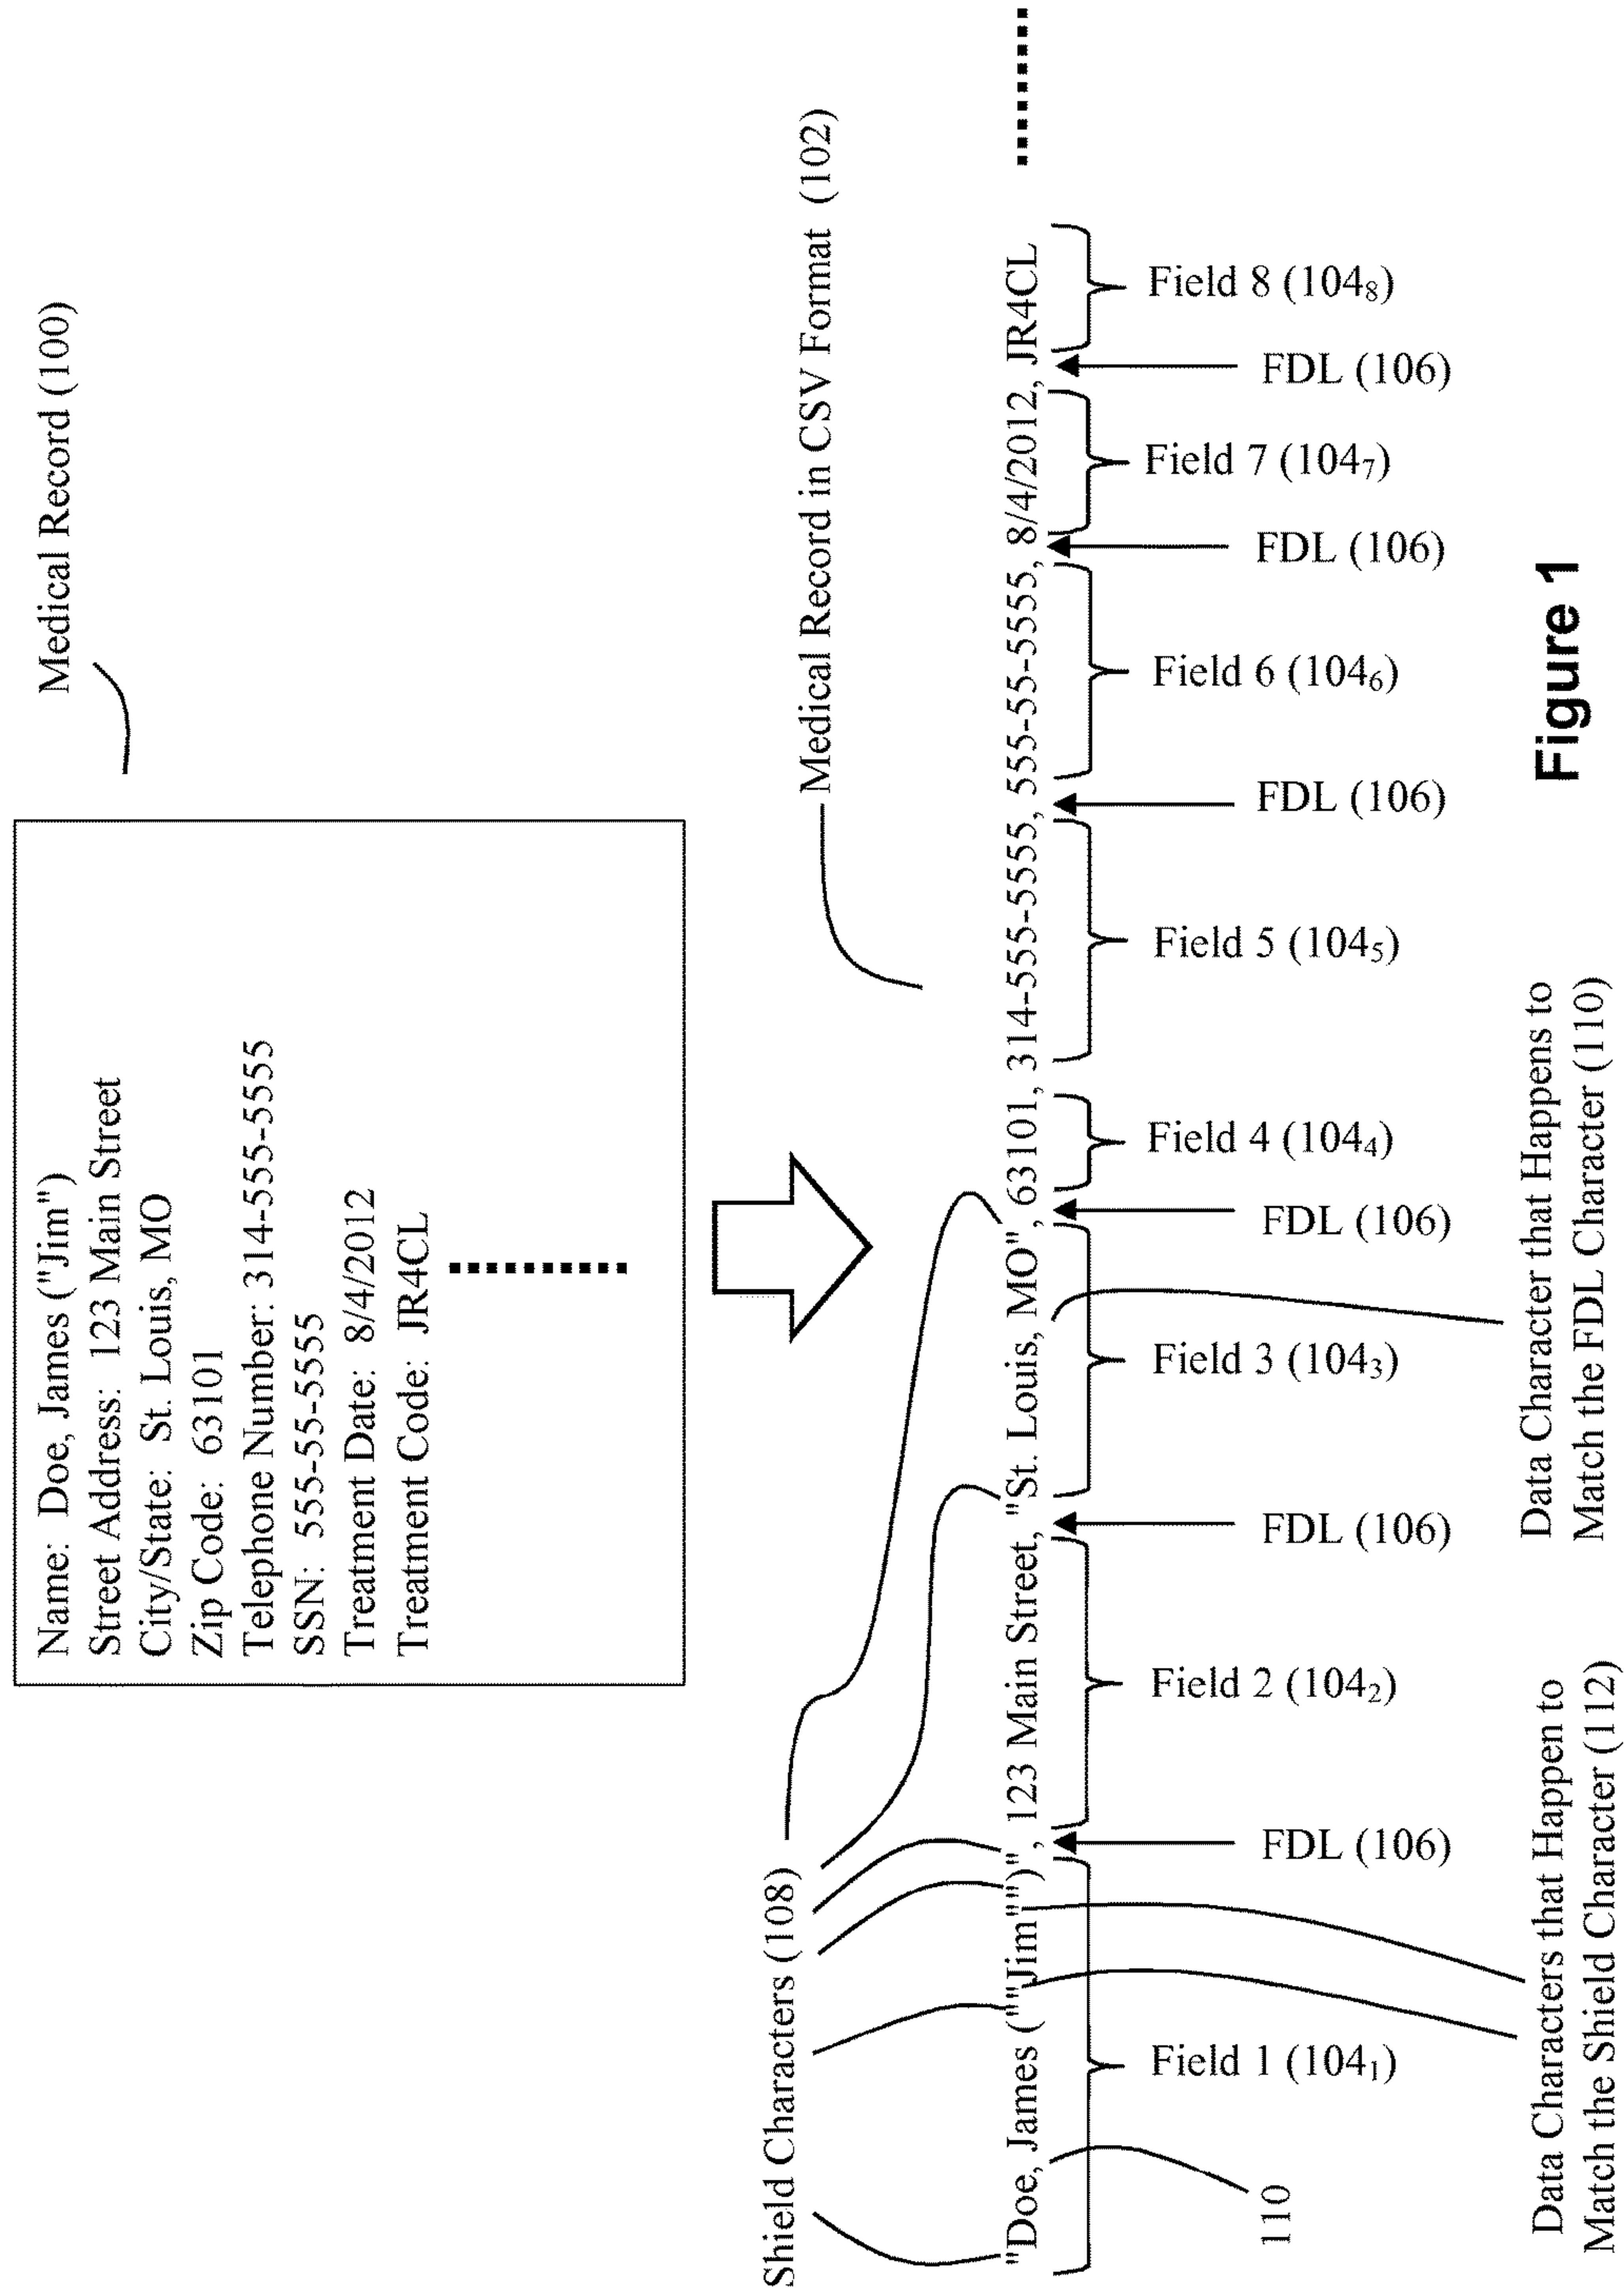 Medical Record (100)
Name: Doe, James ("Jim")
Street Address: 123 Main Street
City/State: St. Louis, MO
Zip Code: 63101
Telephone Number: 314-555-5555
SSN: 555-55-5555
Treatment Date: 8/4/2012
Treatment Code: JR4CL
Shield Characters (108)
Medical Record in CSV Format (102)
"Doe, James (""Jim"")", 123 Main Street, "St. Louis, MO", 63101, 314-555-5555, 555-55-5555, 8/4/2012, JR4CL
Field 1 (104₁)
Field 2 (104₂)
Field 3 (104₃)
Field 4 (104₄)
Field 5 (104₅)
Field 6 (104₆)
Field 7 (104₇)
Field 8 (104₈)
110
FDL (106)
FDL (106)
FDL (106)
FDL (106)
FDL (106)
FDL (106)
Data Characters that Happen to
Match the Shield Character (112)
Data Character that Happens to
Match the FDL Character (110)
Figure 1